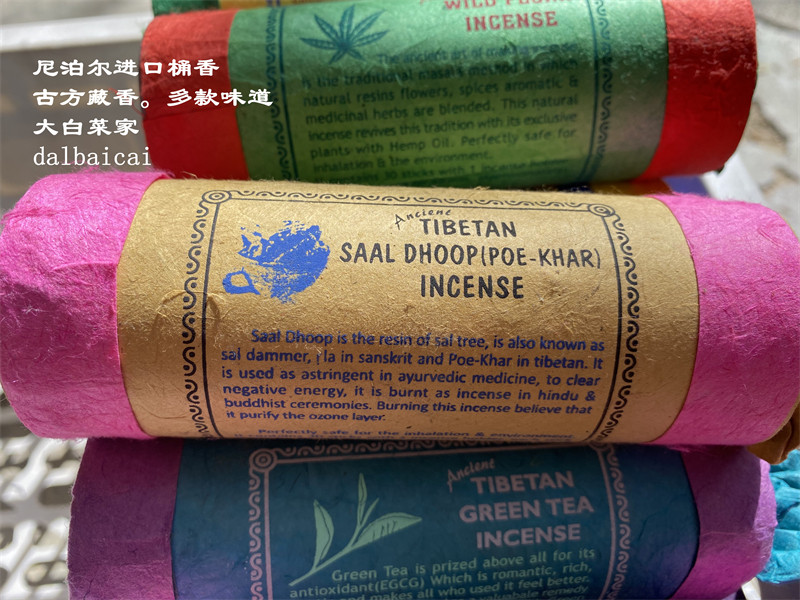 尼泊尔进口桶香
古方藏香。多款味道
大白菜家
dalbaicai
INCENSE
The ancient art of
is the traditional masala method in which
natural resins flowers, spices aromatic &
medicinal herbs are blended. This natural
incense revives this tradition with its exclusive
plants with Hemp Oil. Perfectly safe for
inhalation & the environment.
30 sticks with 1
Ancient
TIBETAN
SAAL DHOOP(POE-KHAR)
INCENSE
Saal Dhoop is the resin of sal tree, is also known as
sal dammer, la in sanskrit and Poe-Khar in tibetan. It
is used as astringent in ayurvedic medicine, to clear
negative energy, it is burnt as incense in hindu &
buddhist ceremonies. Burning this incense believe that
it purify the ozone layer.
Perfectly safe for the inhelation & environment
Ancient
TIBETAN
GREEN TEA
INCENSE
Green Tea is prized above all for its
antioxidant(EGCG) Which is romantic, rich,
and makes all who used it feel better.
remedy